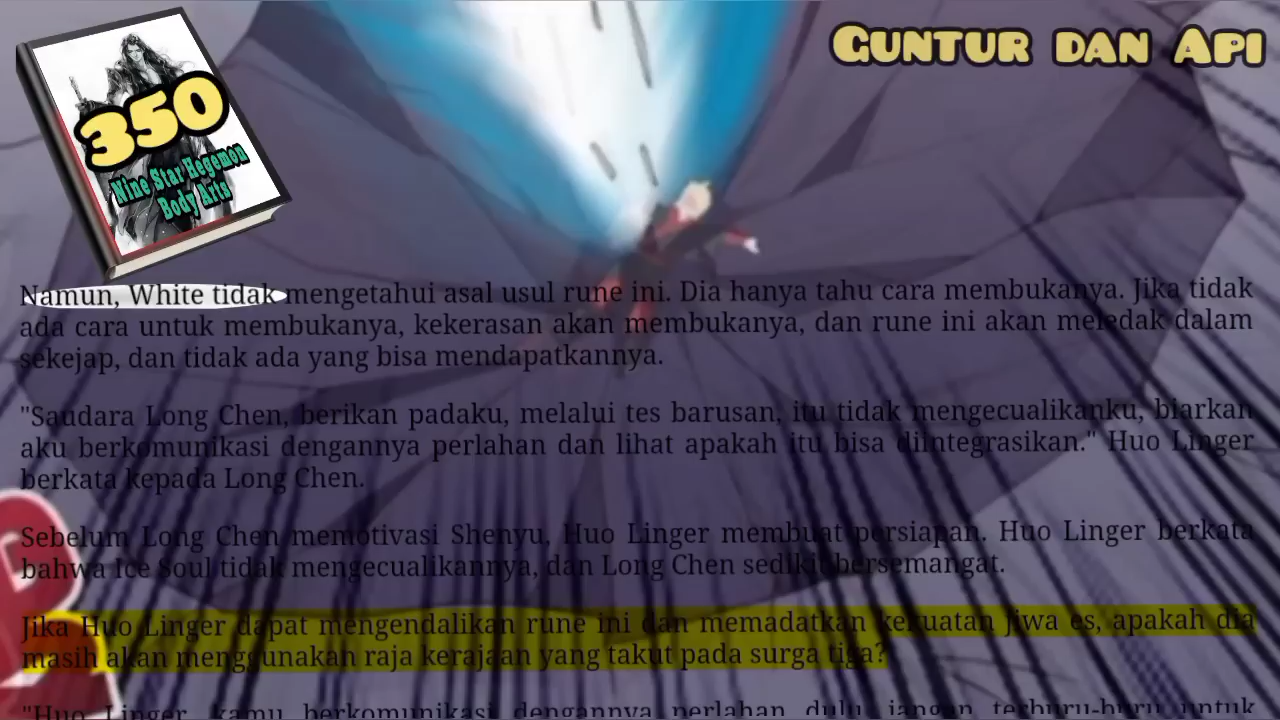 GUNTUR DAN API
350
Nine Star Hegemon
Body Arts
Namun, White tidak mengetahui asal usul rune ini. Dia hanya tahu cara membukanya. Jika tidak
ada cara untuk membukanya, kekerasan akan membukanya, dan rune ini akan meledak dalam
sekejap, dan tidak ada yang bisa mendapatkannya.
"Saudara Long Chen, berikan padaku, melalui tes barusan, itu tidak mengecualikanku, biarkan
aku berkomunikasi dengannya perlahan dan lihat apakah itu bisa diintegrasikan." Huo Linger
berkata kepada Long Chen.
Sebelum Long Chen memotivasi Shenyu, Huo Linger membuat persiapan. Huo Linger berkata
bahwa Ice Soul tidak mengecualikannya, dan Long Chen sedikit bersemangat.
Jika Huo Linger dapat mengendalikan rune ini dan memadatkan kekuatan jiwa es, apakah dia
masih akan menggunakan raja kerajaan yang takut pada surga tiga?
"Huo Linger, kamu berkomunikasi dengannya perlahan dulu, jangan terburu-buru untuk